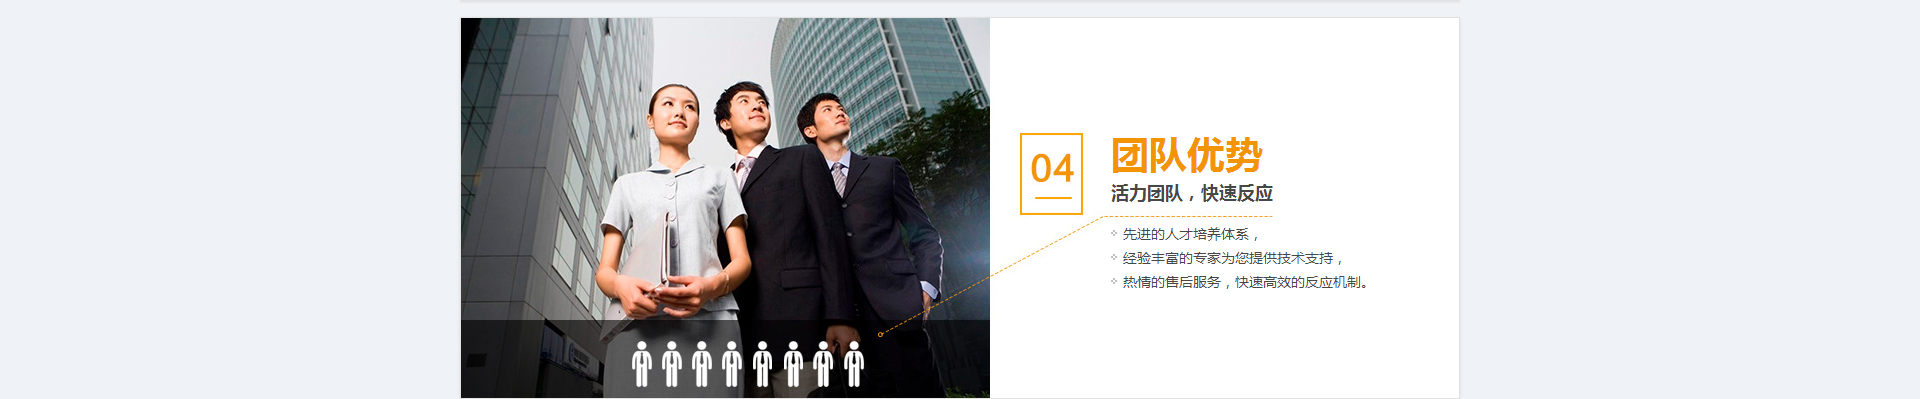 04
团队优势
活力团队，快速反应
先进的人才培养体系，
经验丰富的专家为您提供技术支持，
热情的售后服务，快速高效的反应机制。